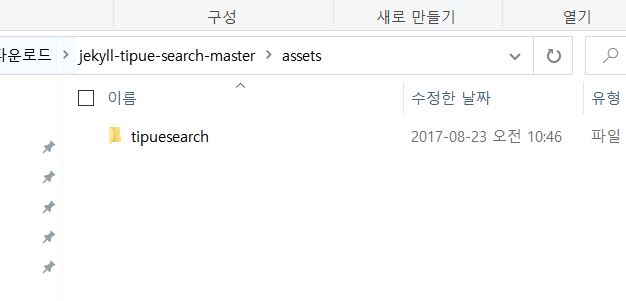 구성 새로 만들기 열기
다운로드 jekyll-tipue-search-master assets
이름 수정한 날짜 유형
tipuesearch 2017-08-23 오전 10:46 파일